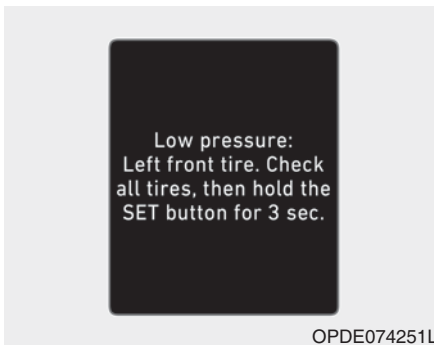 Low pressure:
Left front tire. Check
all tires, then hold the
SET button for 3 sec.
OPDE074251L